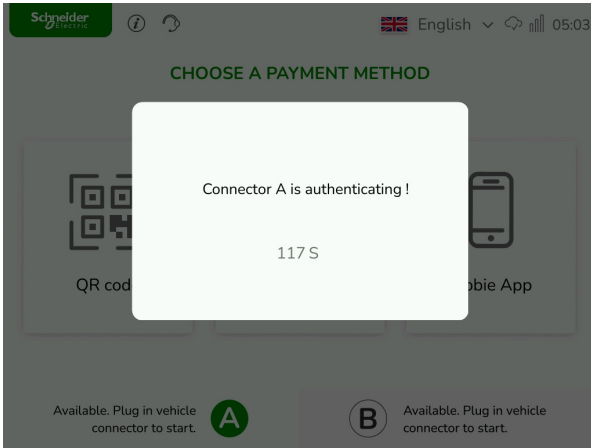 Schneider
Electric
English
05:03
CHOOSE A PAYMENT METHOD
Connector A is authenticating !
117 S
QR cod
obie App
Available. Plug in vehicle
connector to start.
A
B
Available. Plug in vehicle
connector to start.